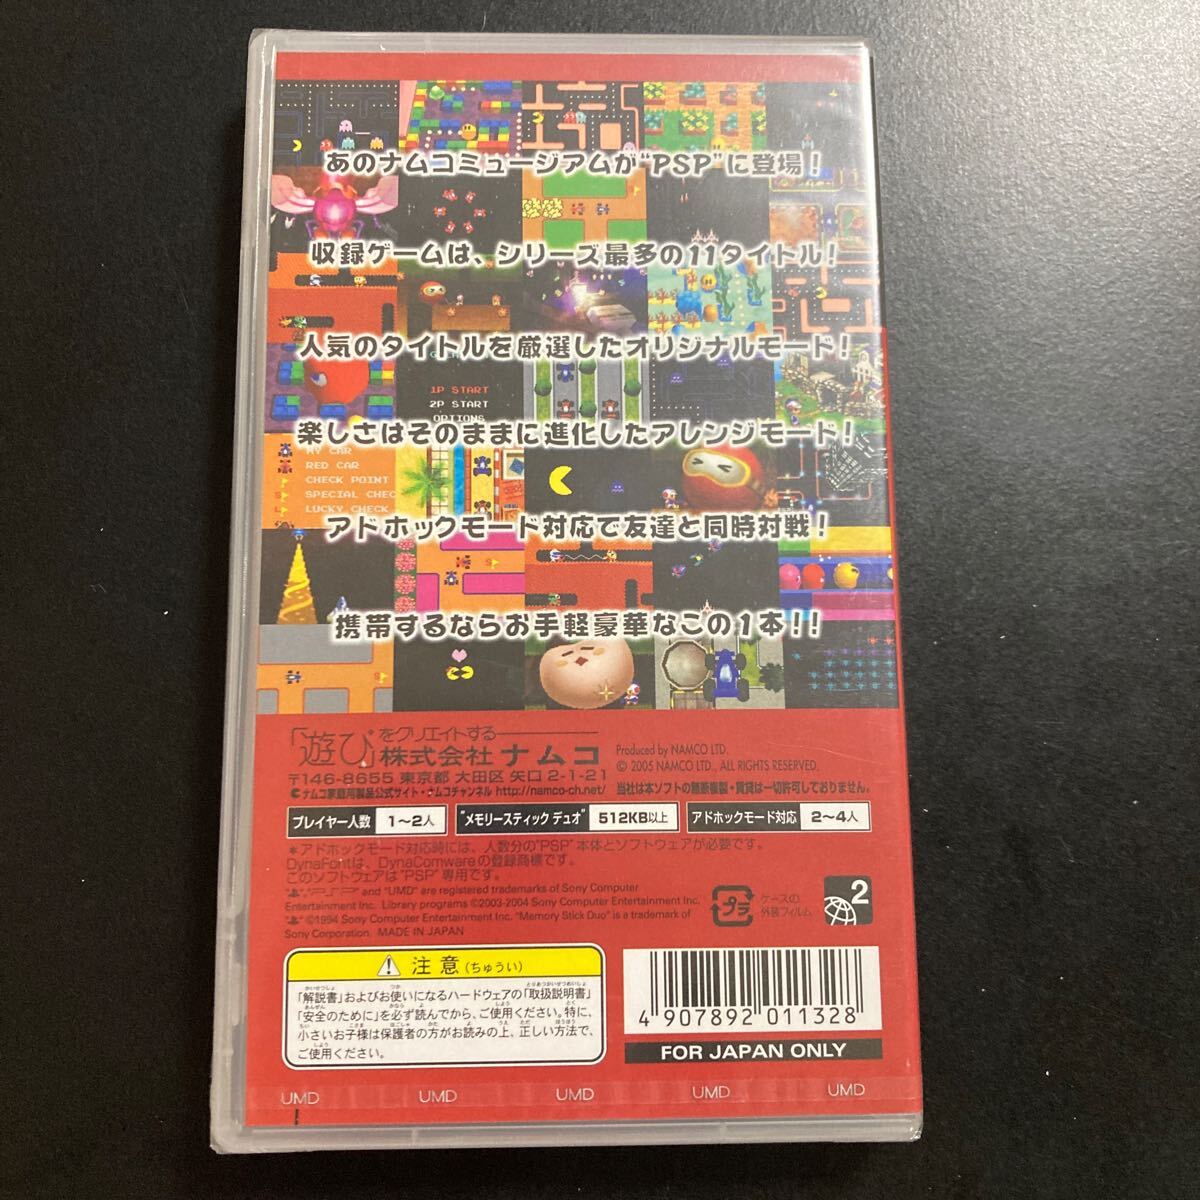 あのナムコミュージアムが“PSP”に登場!
収録ゲームは、シリーズ最多の11タイトル!
人気のタイトルを厳選したオリジナルモード!
1P START
2P START
OPTIONS
楽しさはそのままに進化したアレンジモード!
MY CAR
RED CAR
CHECK POINT
SPECIAL CHEC
LUCKY CHECK
アドホックモード対応で友達と同時対戦!
携帯するならお手軽豪華なこの1本!!
「遊び」をクリエイトする
株式会社 ナムコ
〒146-8655 東京都 大田区 矢口 2-1-21
ナムコ家庭用製品公式サイト・ナムコチャンネル http://namco-ch.net/
Produced by NAMCO LTD.
© 2005 NAMCO LTD., ALL RIGHTS RESERVED.
当社は本ソフトの無断複製・賃貸は一切許可しておりません。
プレイヤー人数 1~2人
“メモリースティック デュオ” 512KB以上
アドホックモード対応 2~4人
*アドホックモード対応時には、人数分の“PSP”本体とソフトウェアが必要です。
DynaFontは、DynaComwareの登録商標です。
このソフトウェアは“PSP”専用です。
PSP and “UMD” are registered trademarks of Sony Computer
Entertainment Inc. Library programs ©2003-2004 Sony Computer Entertainment Inc.
©1994 Sony Computer Entertainment Inc. “Memory Stick Duo” is a trademark of
Sony Corporation. MADE IN JAPAN
プラ
ケースの
外装フィルム
2
注意(ちゅうい)
「解説書」およびお使いになるハードウェアの「取扱説明書」
「安全のために」を必ず読んでから、ご使用ください。特に、
小さいお子様は保護者の方がお読みの上、正しい方法で、
ご使用ください。
4 907892 011328
FOR JAPAN ONLY
UMD UMD UMD UMD UMD